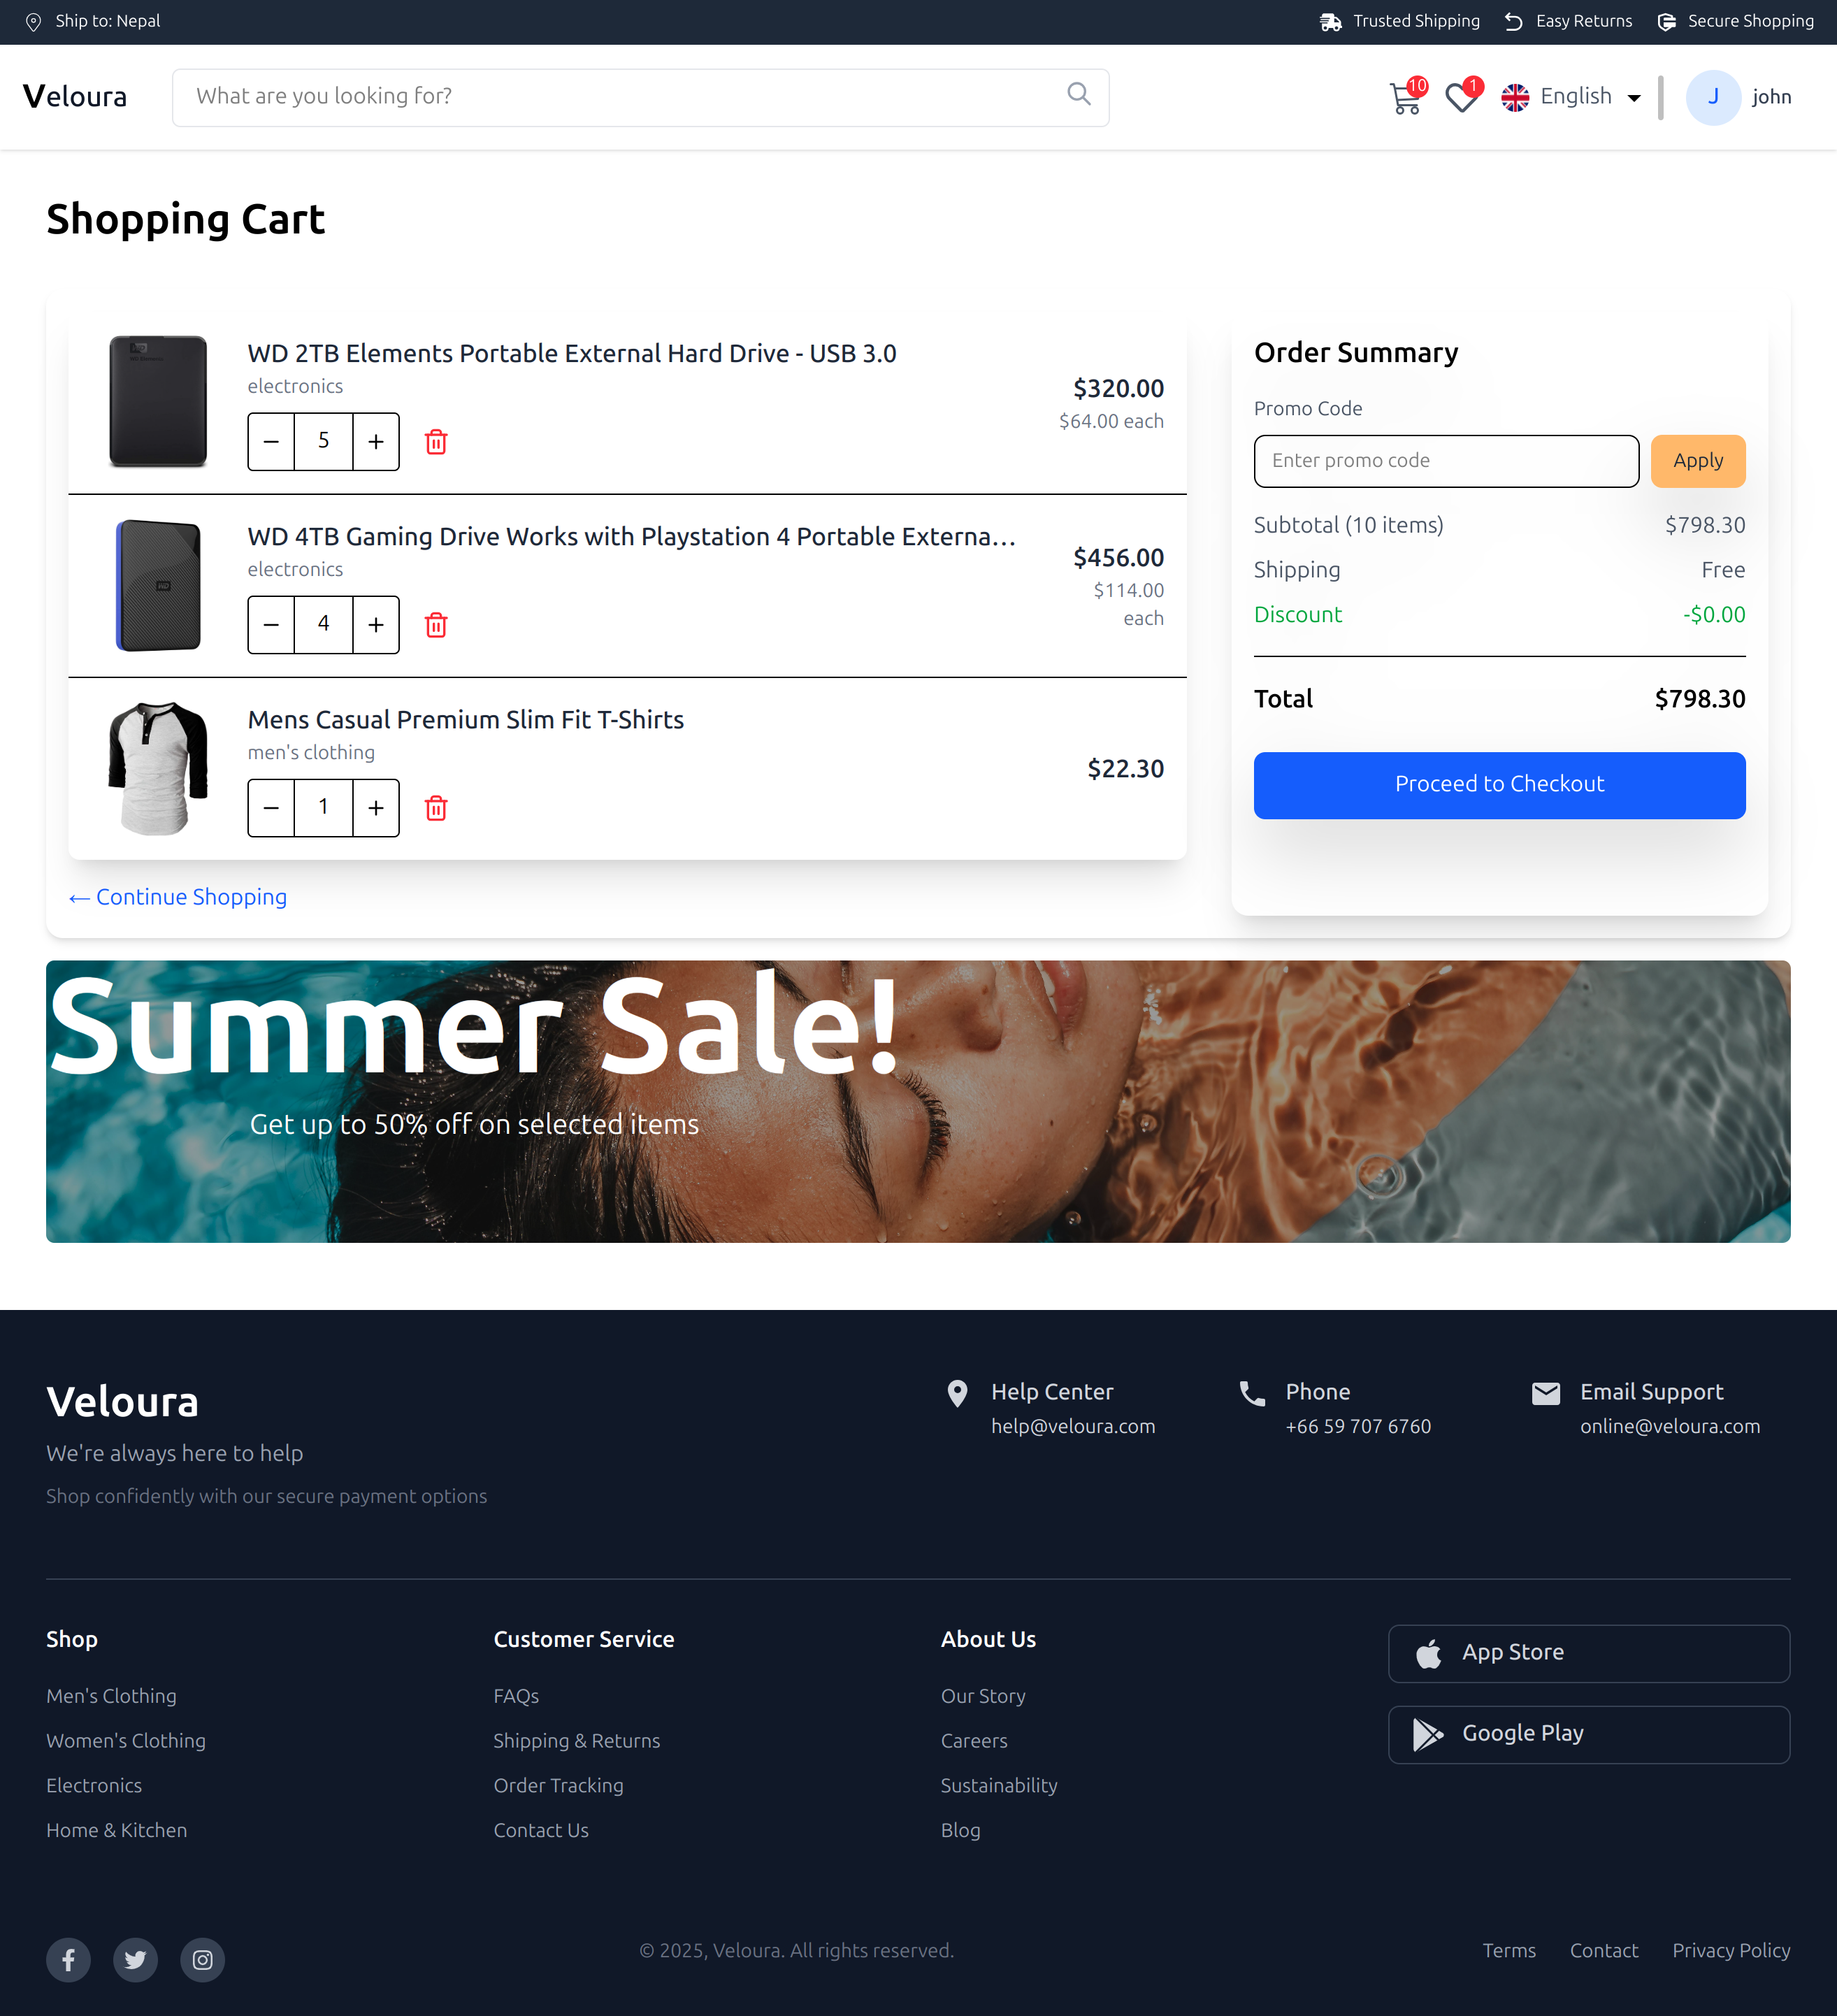 Ship to: Nepal
Trusted Shipping
Easy Returns
Secure Shopping
Veloura
What are you looking for?
10
1
English
J
john
Shopping Cart
WD 2TB Elements Portable External Hard Drive - USB 3.0
electronics
5
$320.00
$64.00 each
WD 4TB Gaming Drive Works with Playstation 4 Portable Externa...
electronics
4
$456.00
$114.00
each
Mens Casual Premium Slim Fit T-Shirts
men's clothing
1
$22.30
← Continue Shopping
Order Summary
Promo Code
Enter promo code
Apply
Subtotal (10 items)
$798.30
Shipping
Free
Discount
-$0.00
Total
$798.30
Proceed to Checkout
Summer Sale!
Get up to 50% off on selected items
Veloura
We're always here to help
Shop confidently with our secure payment options
Help Center
help@veloura.com
Phone
+66 59 707 6760
Email Support
online@veloura.com
Shop
Men's Clothing
Women's Clothing
Electronics
Home & Kitchen
Customer Service
FAQs
Shipping & Returns
Order Tracking
Contact Us
About Us
Our Story
Careers
Sustainability
Blog
App Store
Google Play
© 2025, Veloura. All rights reserved.
Terms
Contact
Privacy Policy